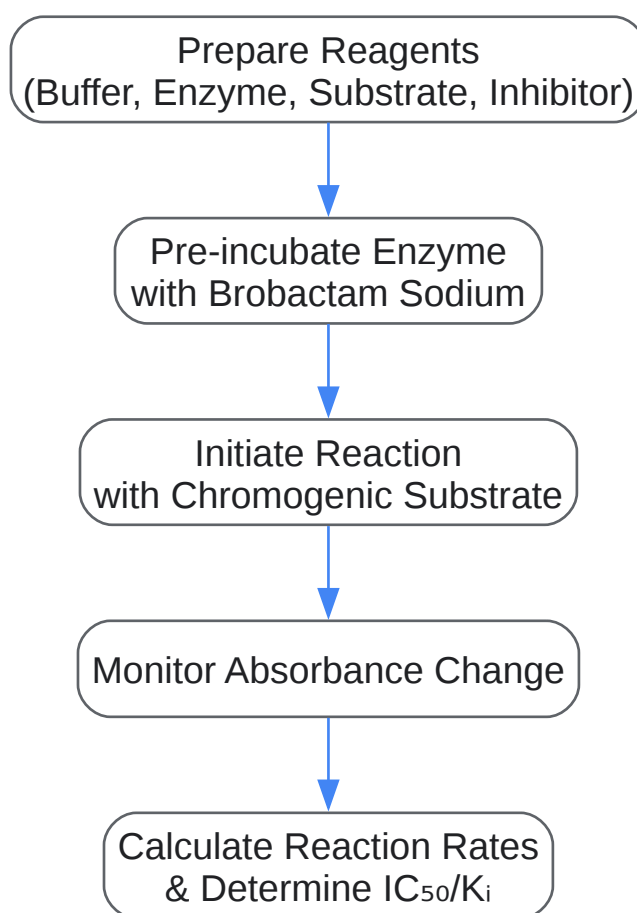 Prepare Reagents
(Buffer, Enzyme, Substrate, Inhibitor)
Pre-incubate Enzyme
with Brobactam Sodium
Initiate Reaction
with Chromogenic Substrate
Monitor Absorbance Change
Calculate Reaction Rates
& Determine IC₅₀/Kᵢ